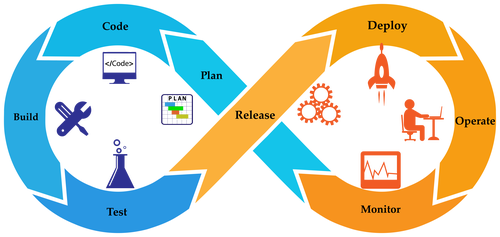 Code
Deploy
</Code>
Plan
PLAN
Build
Release
Operate
Test
Monitor